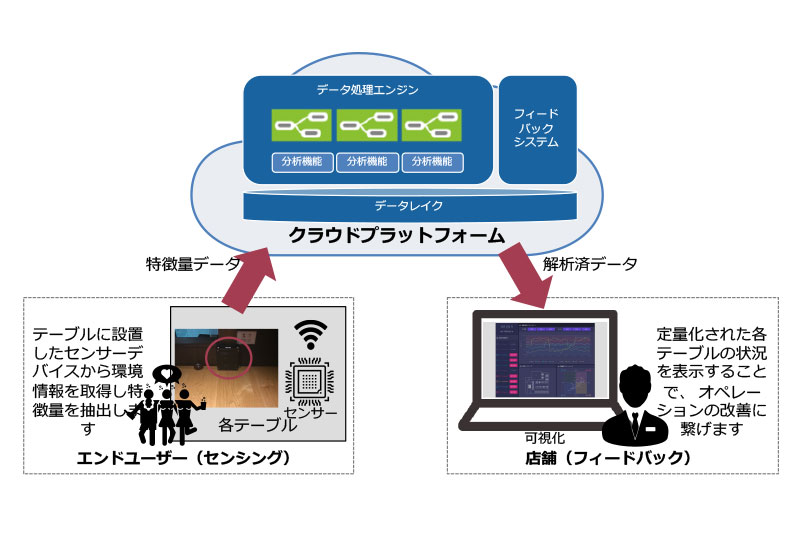 データ処理エンジン
分析機能
分析機能
分析機能
フィード
バック
システム
データレイク
クラウドプラットフォーム
特徴量データ
解析済データ
テーブルに設置
したセンサーデ
バイスから環境
情報を取得し特
徴量を抽出しま
す
センサー
各テーブル
エンドユーザー（センシング）
定量化された各
テーブルの状況
を表示すること
で、オペレー
ションの改善に
繋げます
可視化
店舗（フィードバック）